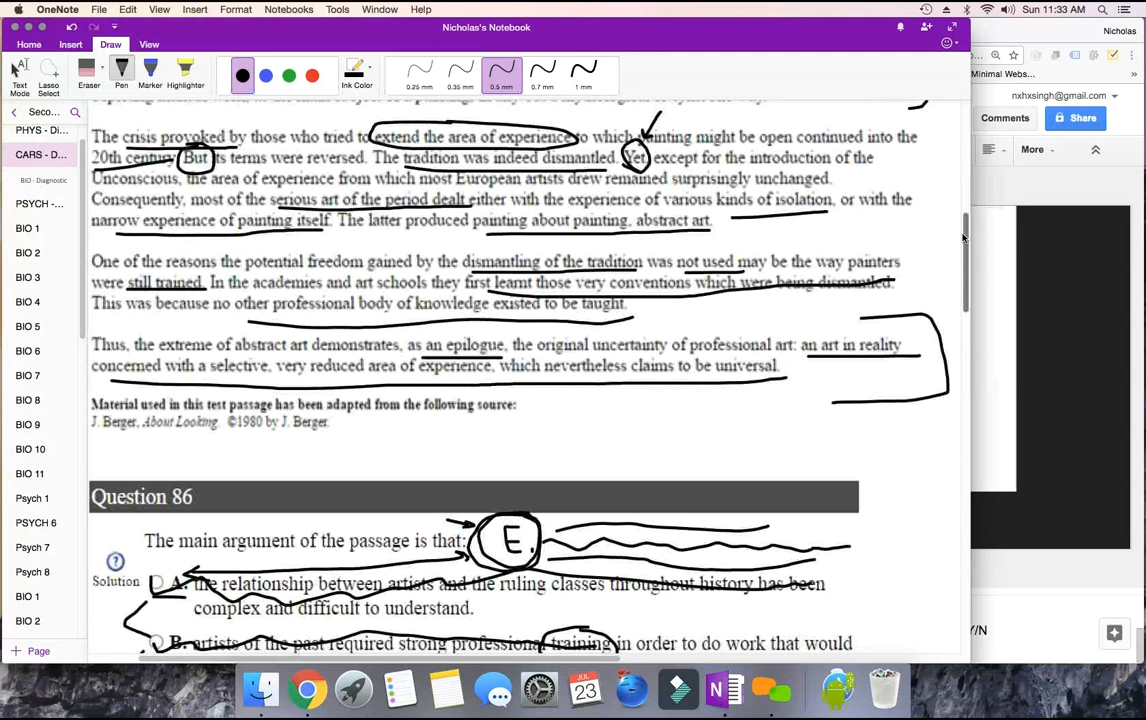 OneNote File Edit View Insert Format Notebooks Tools Window Help Sun 11:33 AM
Nicholas's Notebook
Nicholas
Home Insert Draw View
Text Mode
Lasso Select
Eraser
Pen
Marker
Highlighter
0.25 mm 0.35 mm 0.5 mm 0.7 mm 1 mm
Ink Color
Minimal Webs...
nxhxsingh@gmail.com
Comments
Share
More
Y/N
Seco...
PHYS - Di...
CARS - D...
BIO - Diagnostic
PSYCH -...
BIO 1
BIO 2
BIO 3
BIO 4
BIO 5
BIO 6
BIO 7
BIO 8
BIO 9
BIO 10
BIO 11
Psych 1
PSYCH 6
Psych 7
Psych 8
BIO 1
BIO 2
+ Page
The crisis provoked by those who tried to extend the area of experience to which painting might be open continued into the
20th century. But its terms were reversed. The tradition was indeed dismantled. Yet, except for the introduction of the
Unconscious, the area of experience from which most European artists drew remained surprisingly unchanged.
Consequently, most of the serious art of the period dealt either with the experience of various kinds of isolation, or with the
narrow experience of painting itself. The latter produced painting about painting, abstract art.
One of the reasons the potential freedom gained by the dismantling of the tradition was not used may be the way painters
were still trained. In the academies and art schools they first learnt those very conventions which were being dismantled.
This was because no other professional body of knowledge existed to be taught.
Thus, the extreme of abstract art demonstrates, as an epilogue, the original uncertainty of professional art: an art in reality
concerned with a selective, very reduced area of experience, which nevertheless claims to be universal.
Material used in this test passage has been adapted from the following source:
J. Berger, About Looking. ©1980 by J. Berger.
Question 86
The main argument of the passage is that:
E.
Solution
A. the relationship between artists and the ruling classes throughout history has been
complex and difficult to understand.
B. artists of the past required strong professional training in order to do work that would
JUL
23